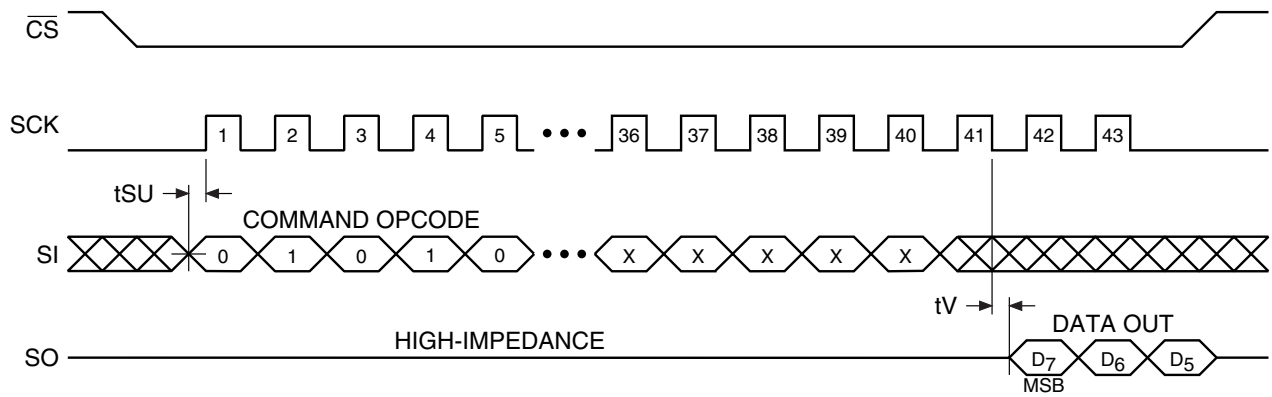 CS
SCK
1 2 3 4 5 ••• 36 37 38 39 40 41 42 43
tSU
COMMAND OPCODE
SI
0 1 0 1 0 ••• X X X X X
tV
DATA OUT
HIGH-IMPEDANCE
SO
D7 D6 D5
MSB